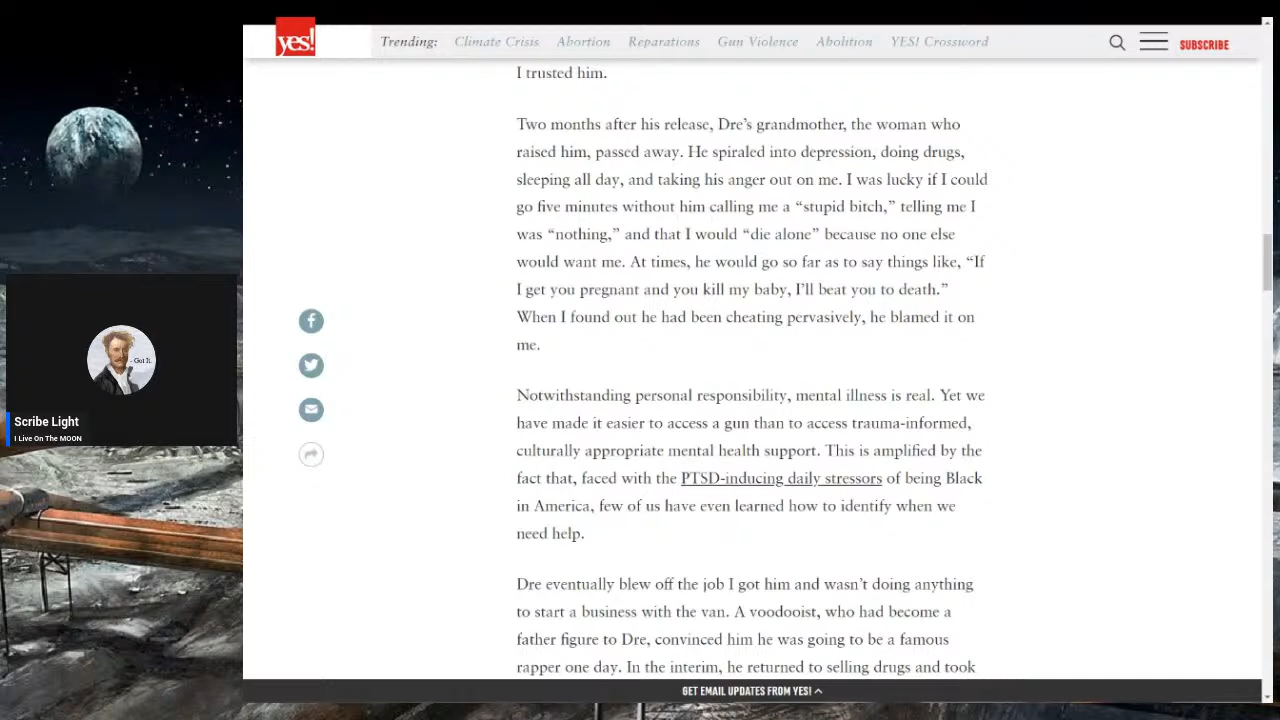 yes!
Trending: Climate Crisis Abortion Reparations Gun Violence Abolition YES! Crossword
SUBSCRIBE
I trusted him.
Two months after his release, Dre’s grandmother, the woman who
raised him, passed away. He spiraled into depression, doing drugs,
sleeping all day, and taking his anger out on me. I was lucky if I could
go five minutes without him calling me a “stupid bitch,” telling me I
was “nothing,” and that I would “die alone” because no one else
would want me. At times, he would go so far as to say things like, “If
I get you pregnant and you kill my baby, I’ll beat you to death.”
When I found out he had been cheating pervasively, he blamed it on
me.
Notwithstanding personal responsibility, mental illness is real. Yet we
have made it easier to access a gun than to access trauma-informed,
culturally appropriate mental health support. This is amplified by the
fact that, faced with the PTSD-inducing daily stressors of being Black
in America, few of us have even learned how to identify when we
need help.
Dre eventually blew off the job I got him and wasn’t doing anything
to start a business with the van. A voodooist, who had become a
father figure to Dre, convinced him he was going to be a famous
rapper one day. In the interim, he returned to selling drugs and took
GET EMAIL UPDATES FROM YES!
- Got It.
Scribe Light
I Live On The MOON